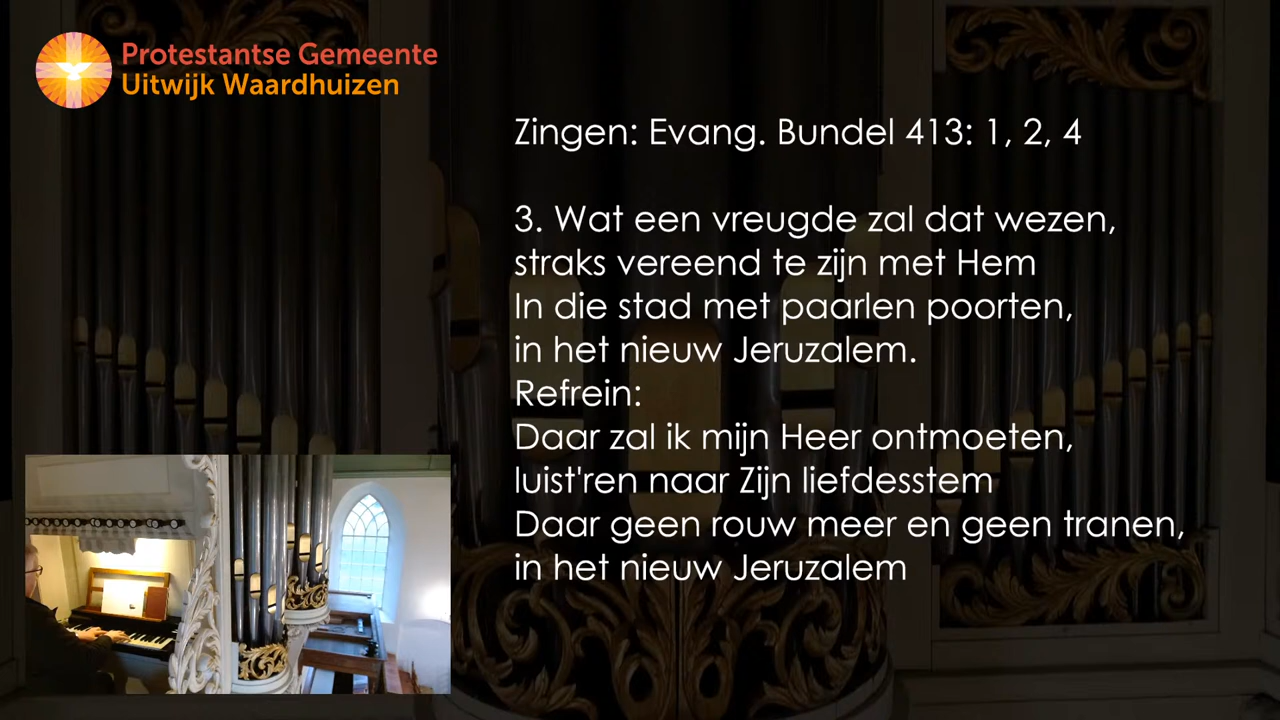 Protestantse Gemeente
Uitwijk Waardhuizen
Zingen: Evang. Bundel 413: 1, 2, 4
3. Wat een vreugde zal dat wezen,
straks vereend te zijn met Hem
In die stad met paarlen poorten,
in het nieuw Jeruzalem.
Refrein:
Daar zal ik mijn Heer ontmoeten,
luist'ren naar Zijn liefdesstem
Daar geen rouw meer en geen tranen,
in het nieuw Jeruzalem